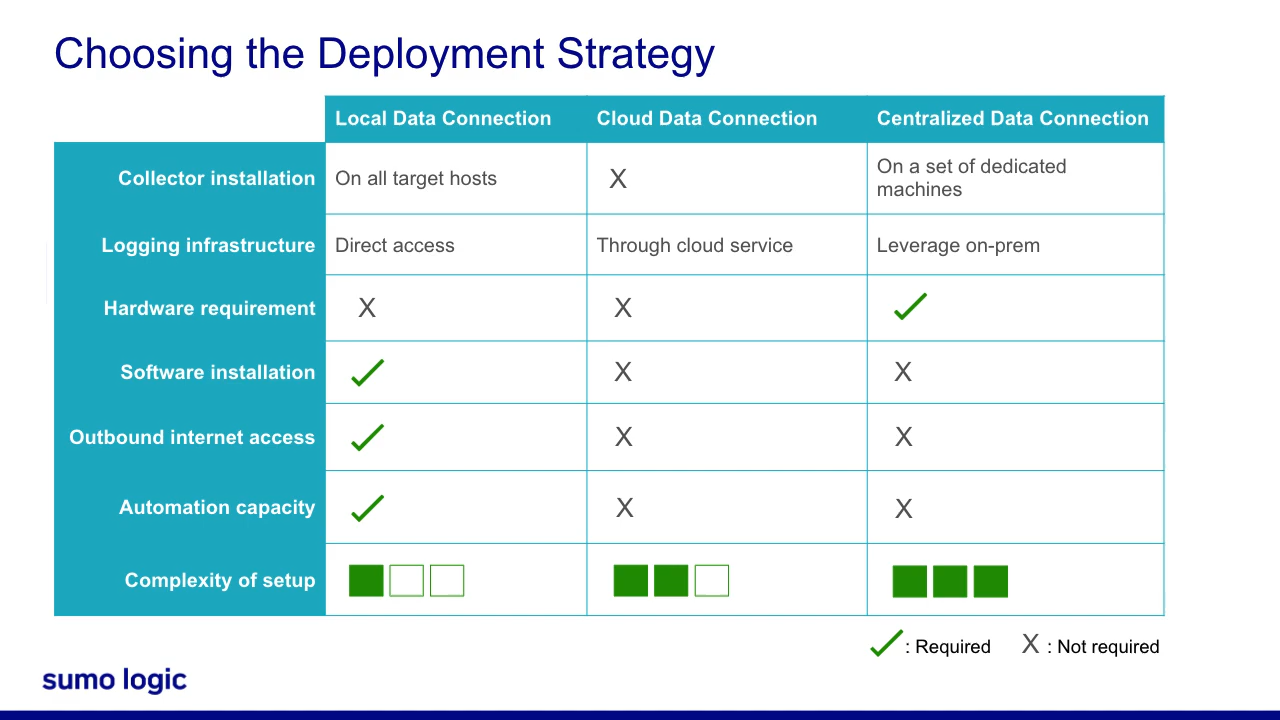 Choosing the Deployment Strategy
Local Data Connection Cloud Data Connection Centralized Data Connection
Collector installation On all target hosts X On a set of dedicated
machines
Logging infrastructure Direct access Through cloud service Leverage on-prem
Hardware requirement X X ✓
Software installation ✓ X X
Outbound internet access ✓ X X
Automation capacity ✓ X X
Complexity of setup
✓ : Required X : Not required
sumo logic